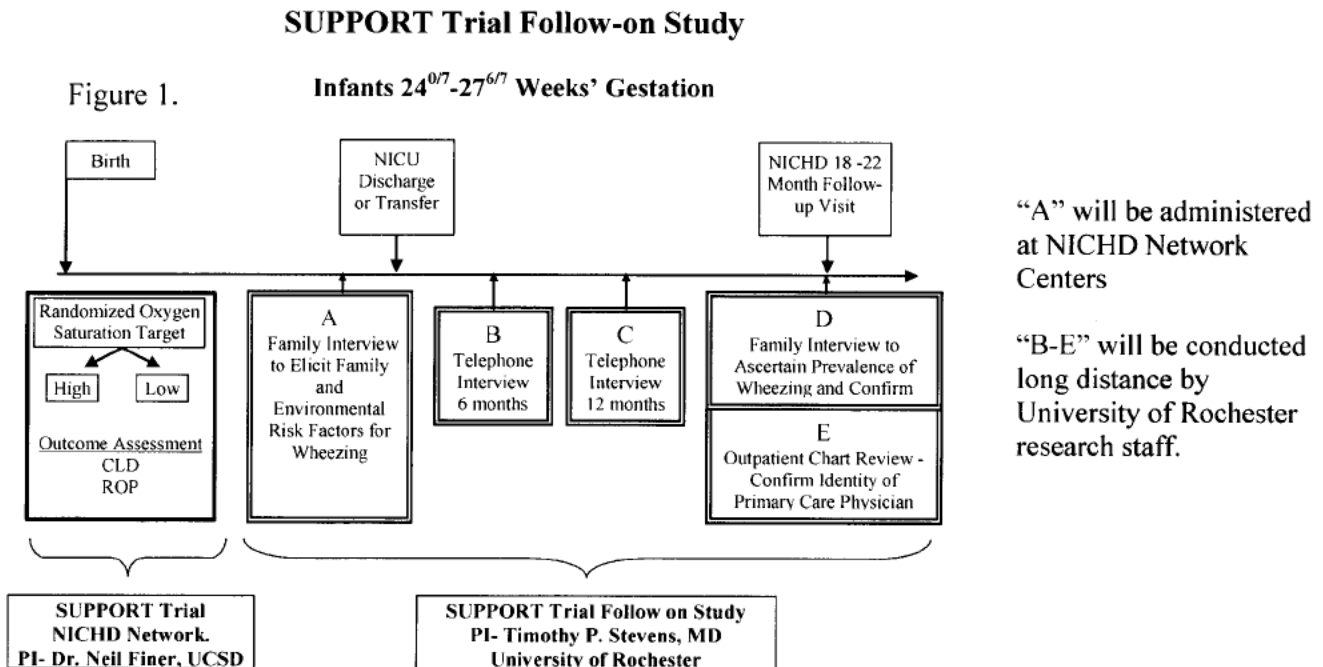 SUPPORT Trial Follow-on Study
Figure 1.
Infants 24^0/7-27^6/7 Weeks' Gestation
Birth
NICU
Discharge
or Transfer
NICHD 18 -22
Month Follow-
up Visit
Randomized Oxygen
Saturation Target
High
Low
Outcome Assessment
CLD
ROP
A
Family Interview
to Elicit Family
and
Environmental
Risk Factors for
Wheezing
B
Telephone
Interview
6 months
C
Telephone
Interview
12 months
D
Family Interview to
Ascertain Prevalence of
Wheezing and Confirm
E
Outpatient Chart Review -
Confirm Identity of
Primary Care Physician
"A" will be administered
at NICHD Network
Centers
"B-E" will be conducted
long distance by
University of Rochester
research staff.
SUPPORT Trial
NICHD Network.
PI- Dr. Neil Finer, UCSD
SUPPORT Trial Follow on Study
PI- Timothy P. Stevens, MD
University of Rochester